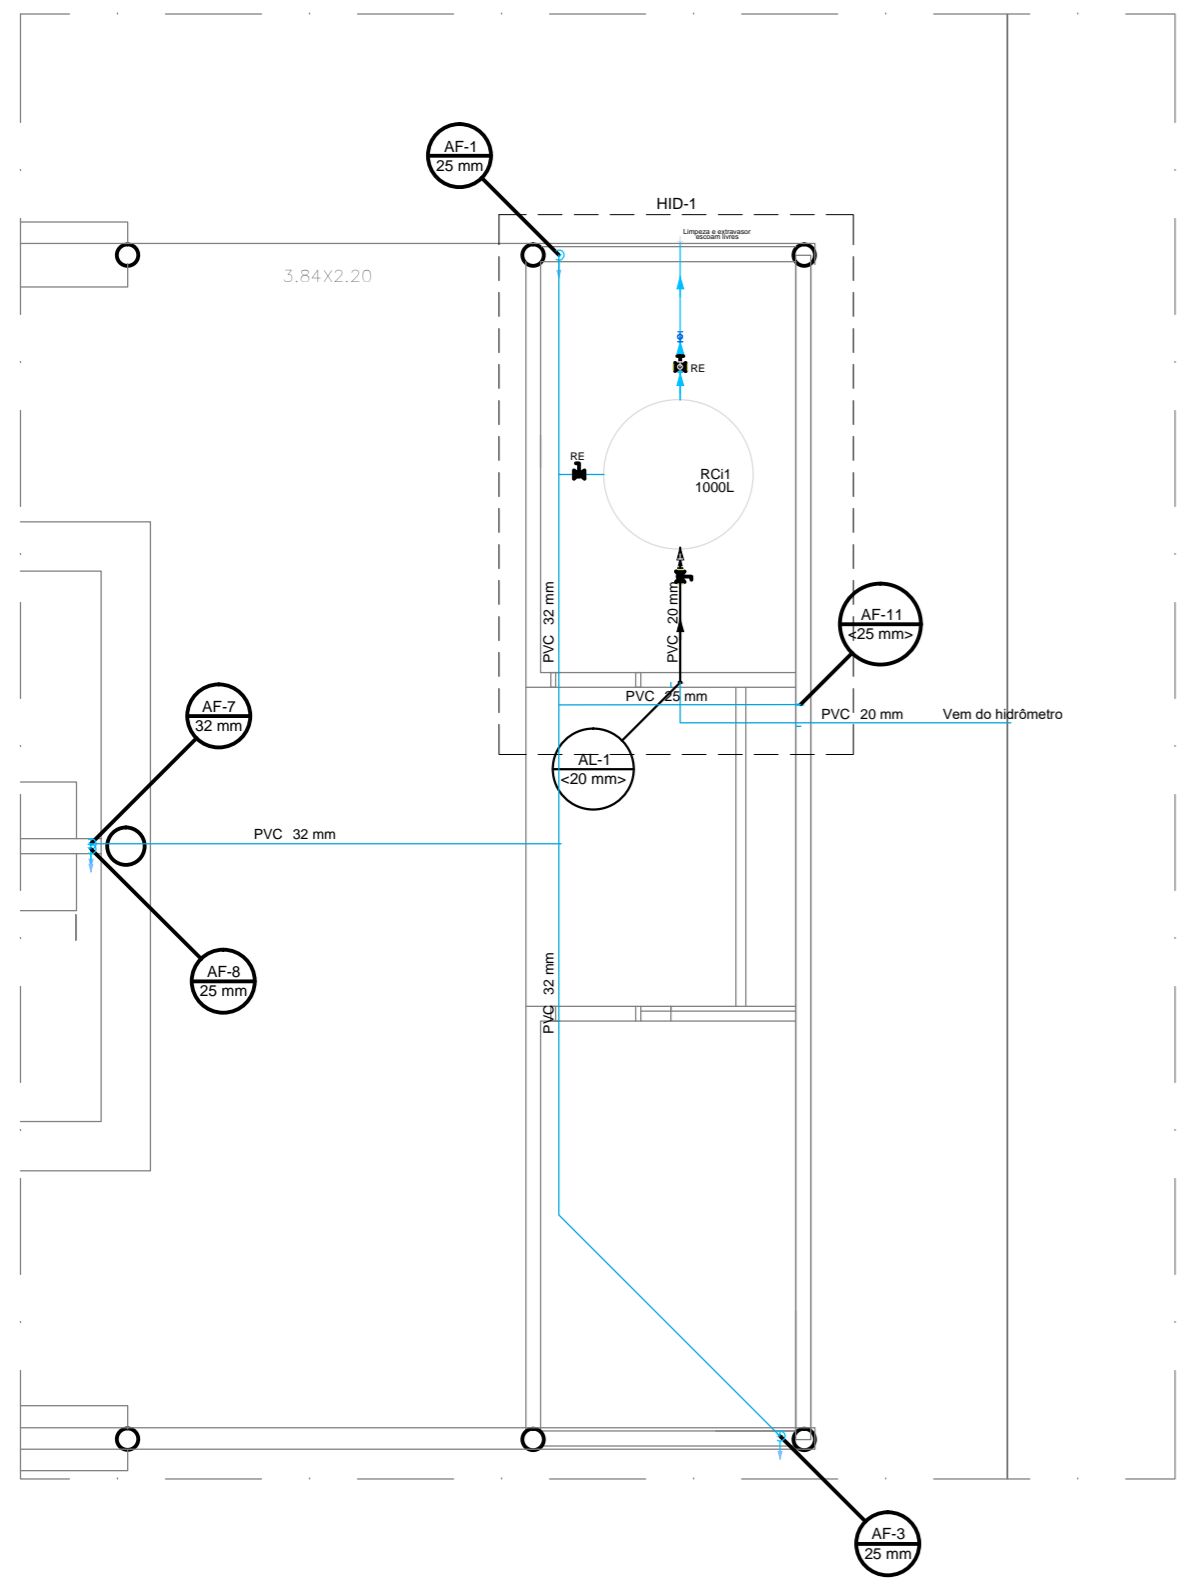 AF-1
25 mm
HID-1
Limpeza e extravasor
escoam livres
3.84X2.20
RE
RE
RCi1
1000L
PVC 32 mm
PVC 20 mm
AF-11
<25 mm>
PVC 25 mm
PVC 20 mm
Vem do hidrômetro
AF-7
32 mm
AL-1
<20 mm>
PVC 32 mm
AF-8
25 mm
PVC 32 mm
AF-3
25 mm